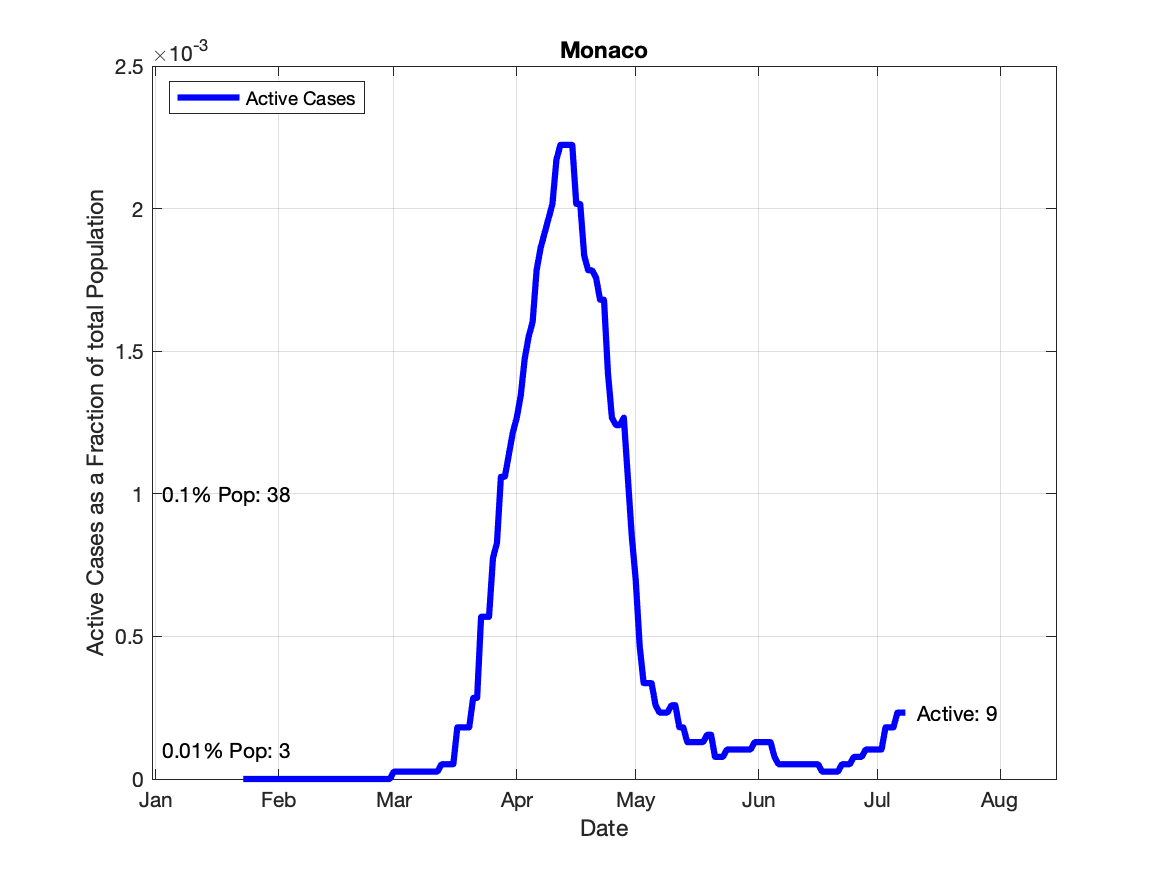 Monaco
×10-3
2.5
2
1.5
1
0.5
0
Active Cases
0.1% Pop: 38
0.01% Pop: 3
Active: 9
Active Cases as a Fraction of total Population
Jan Feb Mar Apr May Jun Jul Aug
Date